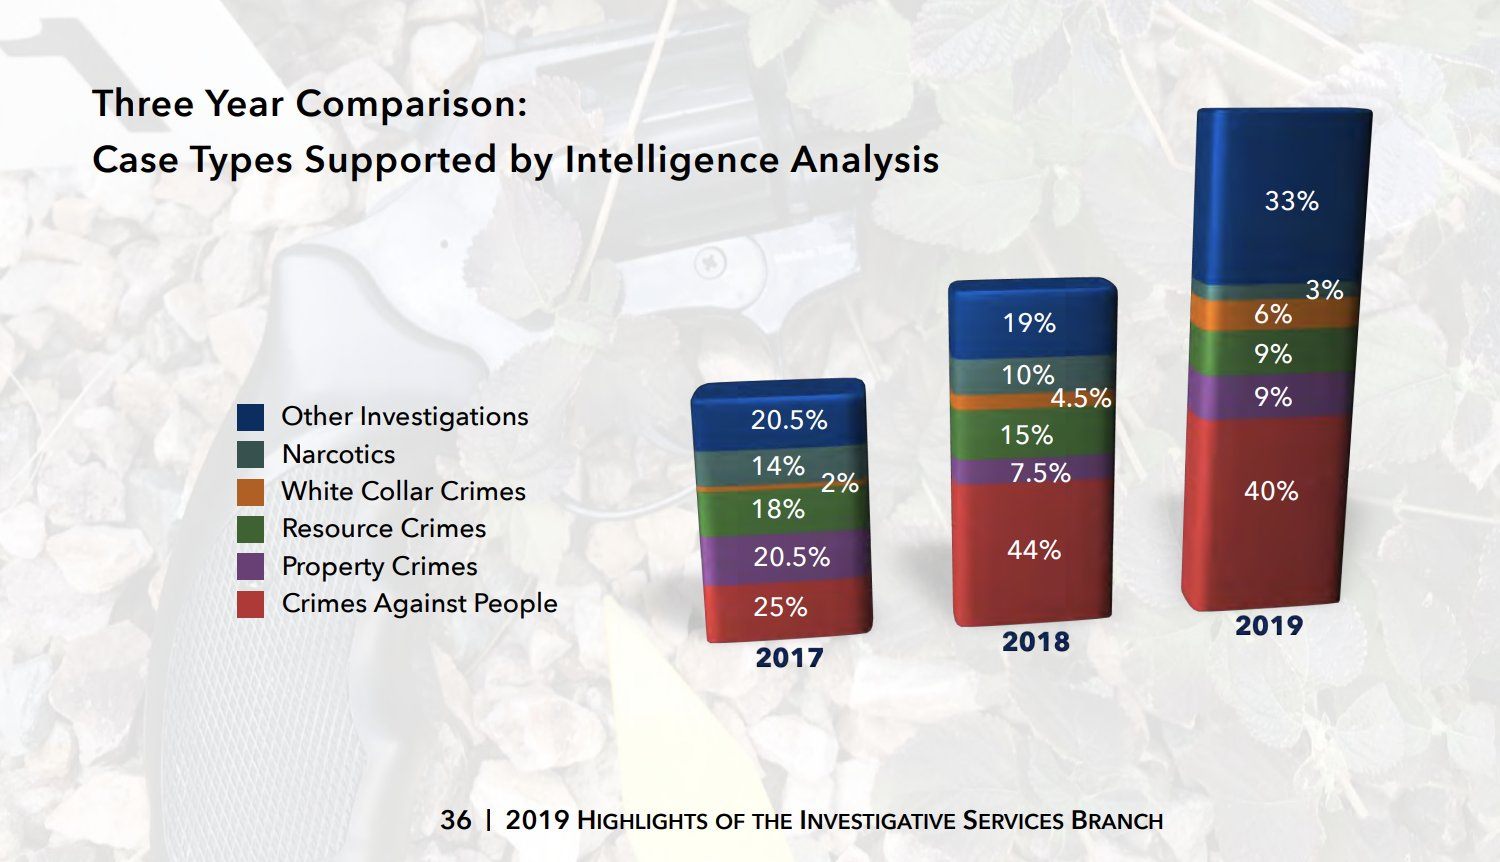 Three Year Comparison:
Case Types Supported by Intelligence Analysis
Other Investigations
Narcotics
White Collar Crimes
Resource Crimes
Property Crimes
Crimes Against People
20.5%
14%
2%
18%
20.5%
25%
2017
19%
10%
4.5%
15%
7.5%
44%
2018
33%
3%
6%
9%
9%
40%
2019
36 | 2019 HIGHLIGHTS OF THE INVESTIGATIVE SERVICES BRANCH